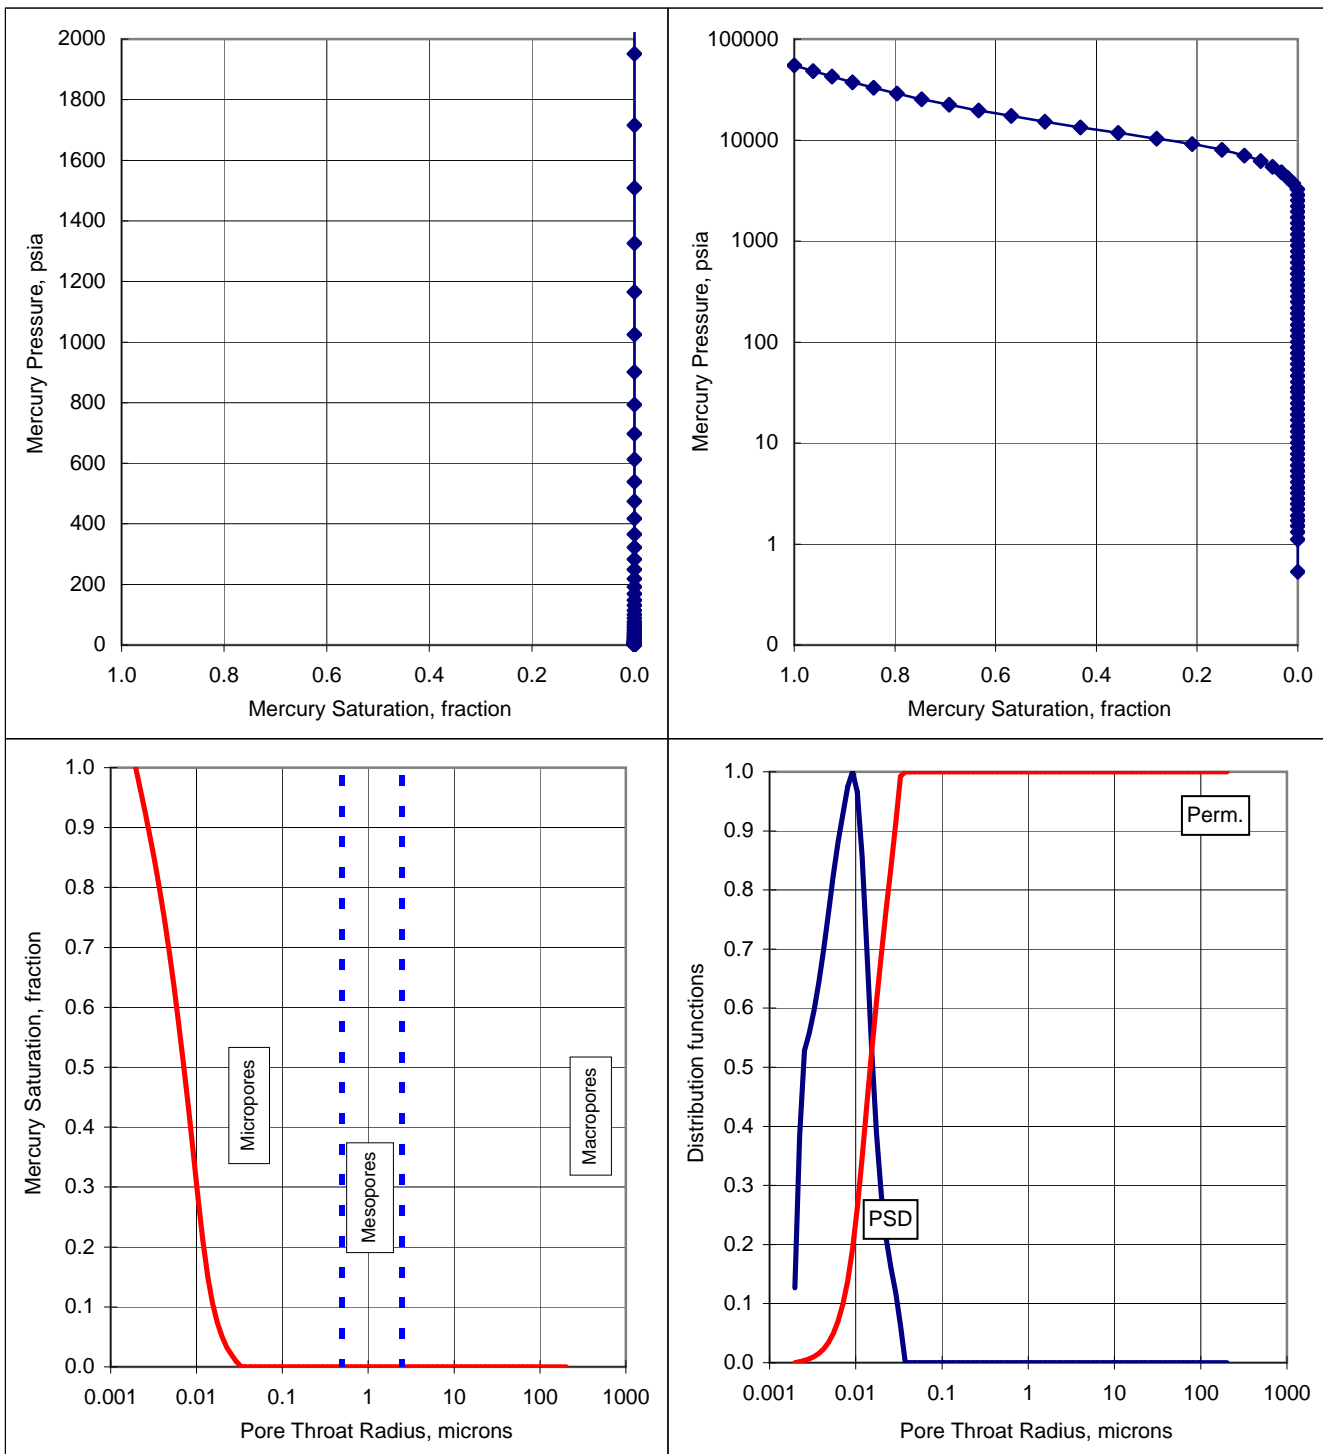 2000
1800
1600
1400
1200
1000
800
600
400
200
0
Mercury Pressure, psia
1.0 0.8 0.6 0.4 0.2 0.0
Mercury Saturation, fraction
100000
10000
1000
100
10
1
0
Mercury Pressure, psia
1.0 0.8 0.6 0.4 0.2 0.0
Mercury Saturation, fraction
1.0
0.9
0.8
0.7
0.6
0.5
0.4
0.3
0.2
0.1
0.0
Mercury Saturation, fraction
Micropores
Mesopores
Macropores
0.001 0.01 0.1 1 10 100 1000
Pore Throat Radius, microns
1.0
0.9
0.8
0.7
0.6
0.5
0.4
0.3
0.2
0.1
0.0
Distribution functions
Perm.
PSD
0.001 0.01 0.1 1 10 100 1000
Pore Throat Radius, microns